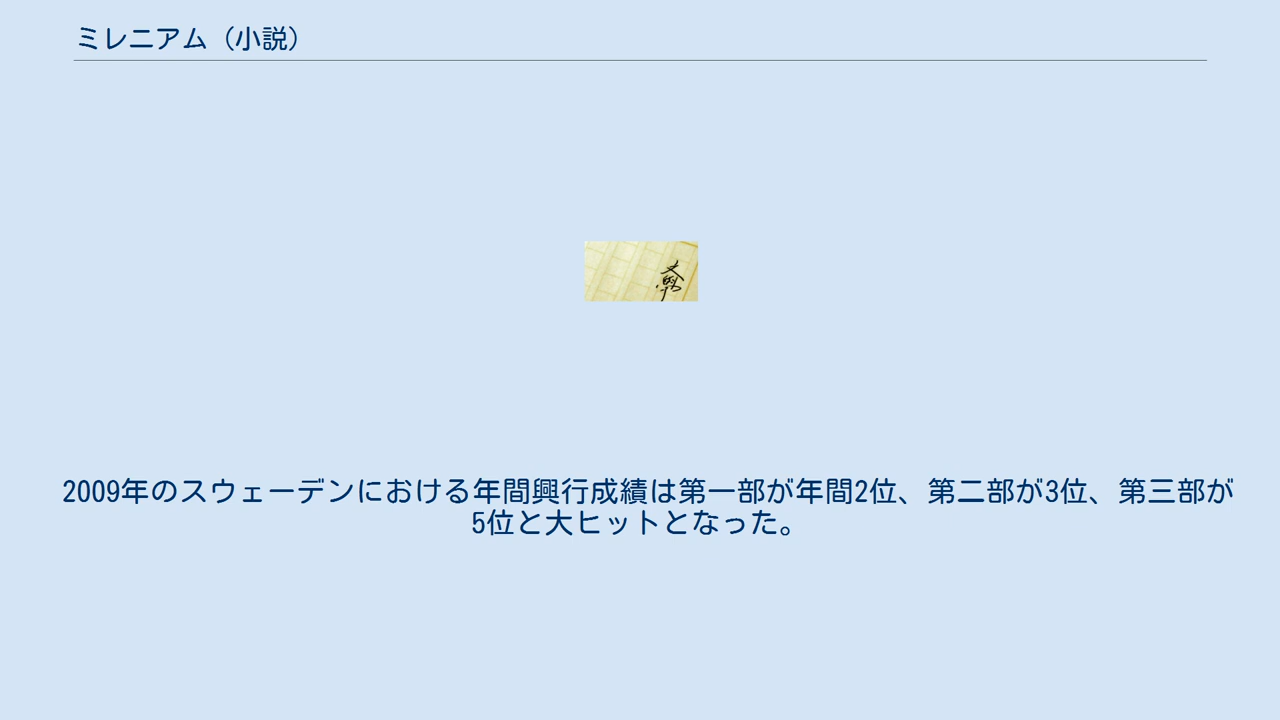 ミレニアム（小説）
2009年のスウェーデンにおける年間興行成績は第一部が年間2位、第二部が3位、第三部が
5位と大ヒットとなった。